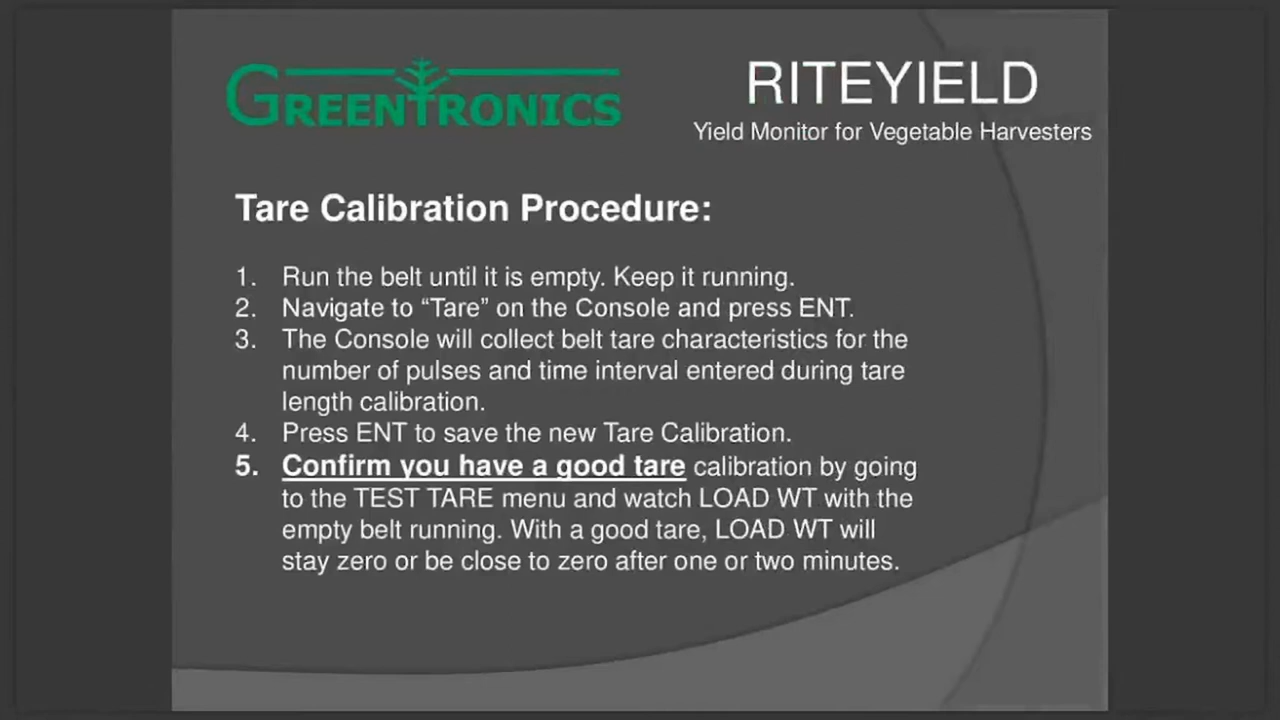 GREENTRONICS
RITEYIELD
Yield Monitor for Vegetable Harvesters
Tare Calibration Procedure:
1. Run the belt until it is empty. Keep it running.
2. Navigate to “Tare” on the Console and press ENT.
3. The Console will collect belt tare characteristics for the
number of pulses and time interval entered during tare
length calibration.
4. Press ENT to save the new Tare Calibration.
5. Confirm you have a good tare calibration by going
to the TEST TARE menu and watch LOAD WT with the
empty belt running. With a good tare, LOAD WT will
stay zero or be close to zero after one or two minutes.